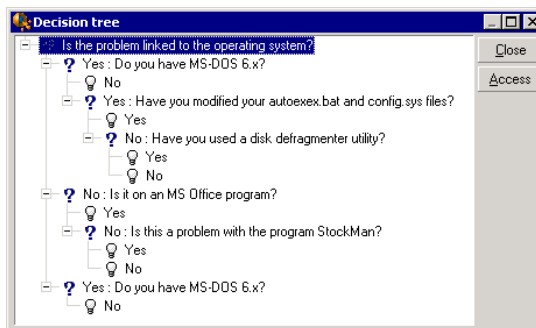 Decision tree
Is the problem linked to the operating system?
Close
Yes : Do you have MS-DOS 6.x?
No
Access
Yes : Have you modified your autoexex.bat and config.sys files?
Yes
No : Have you used a disk defragmenter utility?
Yes
No
No : Is it on an MS Office program?
Yes
No : Is this a problem with the program StockMan?
Yes
No
Yes : Do you have MS-DOS 6.x?
No